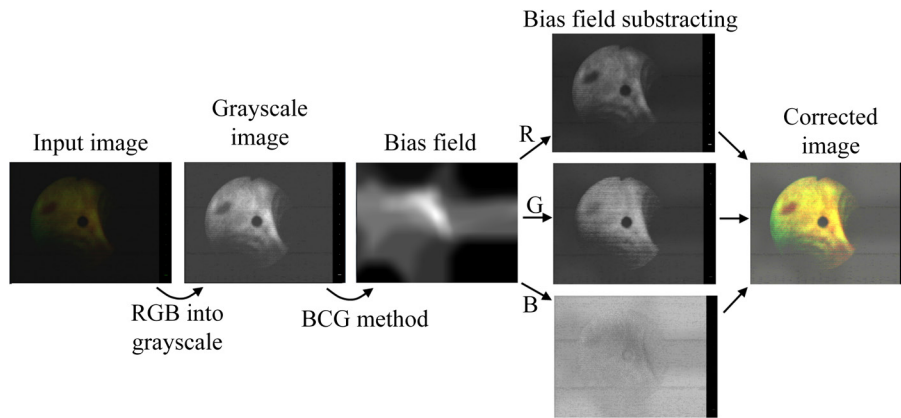 Bias field substracting
Grayscale
image
Input image
Bias field
R
Corrected
image
G
B
RGB into
grayscale
BCG method